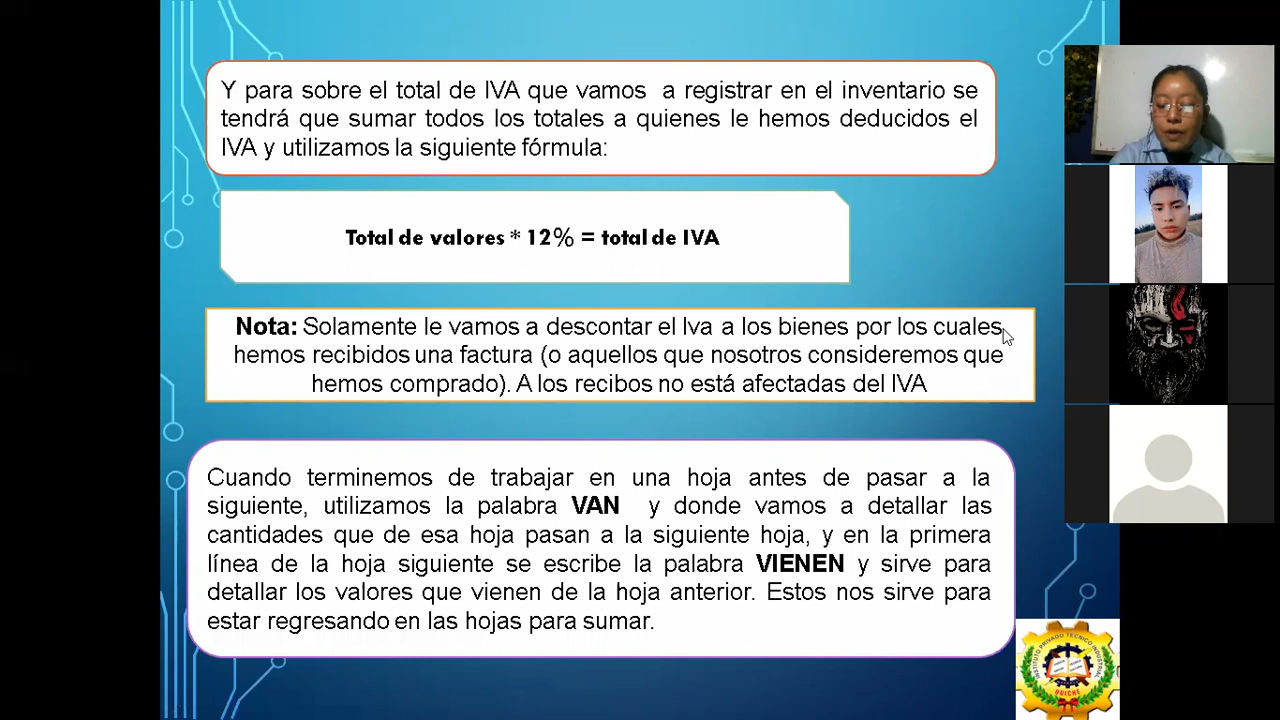 Y para sobre el total de IVA que vamos a registrar en el inventario se
tendrá que sumar todos los totales a quienes le hemos deducidos el
IVA y utilizamos la siguiente fórmula:
Total de valores * 12% = total de IVA
Nota: Solamente le vamos a descontar el Iva a los bienes por los cuales
hemos recibidos una factura (o aquellos que nosotros consideremos que
hemos comprado). A los recibos no está afectadas del IVA
Cuando terminemos de trabajar en una hoja antes de pasar a la
siguiente, utilizamos la palabra VAN y donde vamos a detallar las
cantidades que de esa hoja pasan a la siguiente hoja, y en la primera
línea de la hoja siguiente se escribe la palabra VIENEN y sirve para
detallar los valores que vienen de la hoja anterior. Estos nos sirve para
estar regresando en las hojas para sumar.
INSTITUTO PRIVADO TECNICO INDUSTRIAL
QUICHE